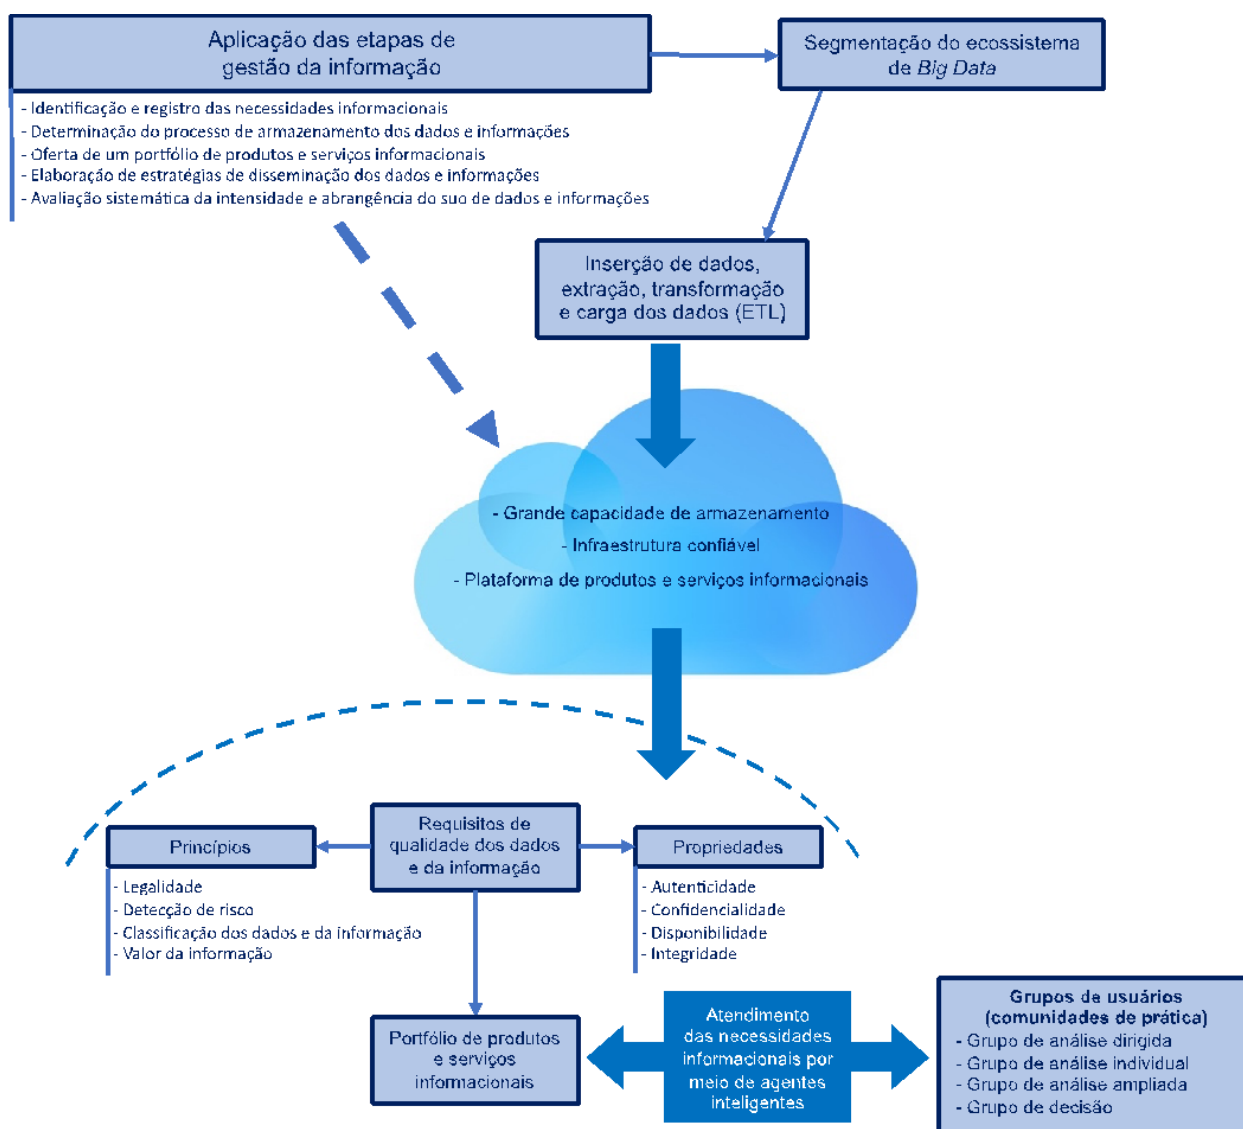 Aplicação das etapas de
gestão da informação
Segmentação do ecossistema
de Big Data
- Identificação e registro das necessidades informacionais
- Determinação do processo de armazenamento dos dados e informações
- Oferta de um portfólio de produtos e serviços informacionais
- Elaboração de estratégias de disseminação dos dados e informações
- Avaliação sistemática da intensidade e abrangência do suo de dados e informações
Inserção de dados,
extração, transformação
e carga dos dados (ETL)
- Grande capacidade de armazenamento
- Infraestrutura confiável
- Plataforma de produtos e serviços informacionais
Requisitos de
qualidade dos dados
e da informação
Princípios
- Legalidade
- Detecção de risco
- Classificação dos dados e da informação
- Valor da informação
Propriedades
- Autenticidade
- Confidencialidade
- Disponibilidade
- Integridade
Portfólio de produtos
e serviços
informacionais
Atendimento
das necessidades
informacionais por
meio de agentes
inteligentes
Grupos de usuários
(comunidades de prática)
- Grupo de análise dirigida
- Grupo de análise individual
- Grupo de análise ampliada
- Grupo de decisão